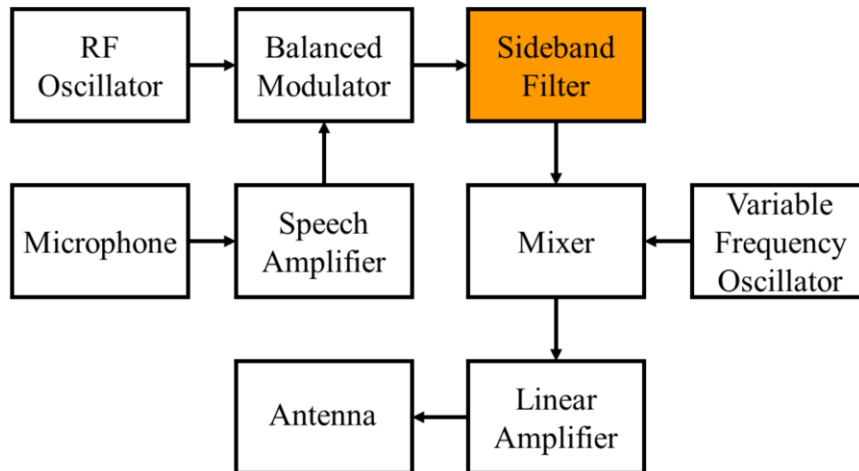 RF
Oscillator
Balanced
Modulator
Sideband
Filter
Microphone
Speech
Amplifier
Mixer
Variable
Frequency
Oscillator
Antenna
Linear
Amplifier